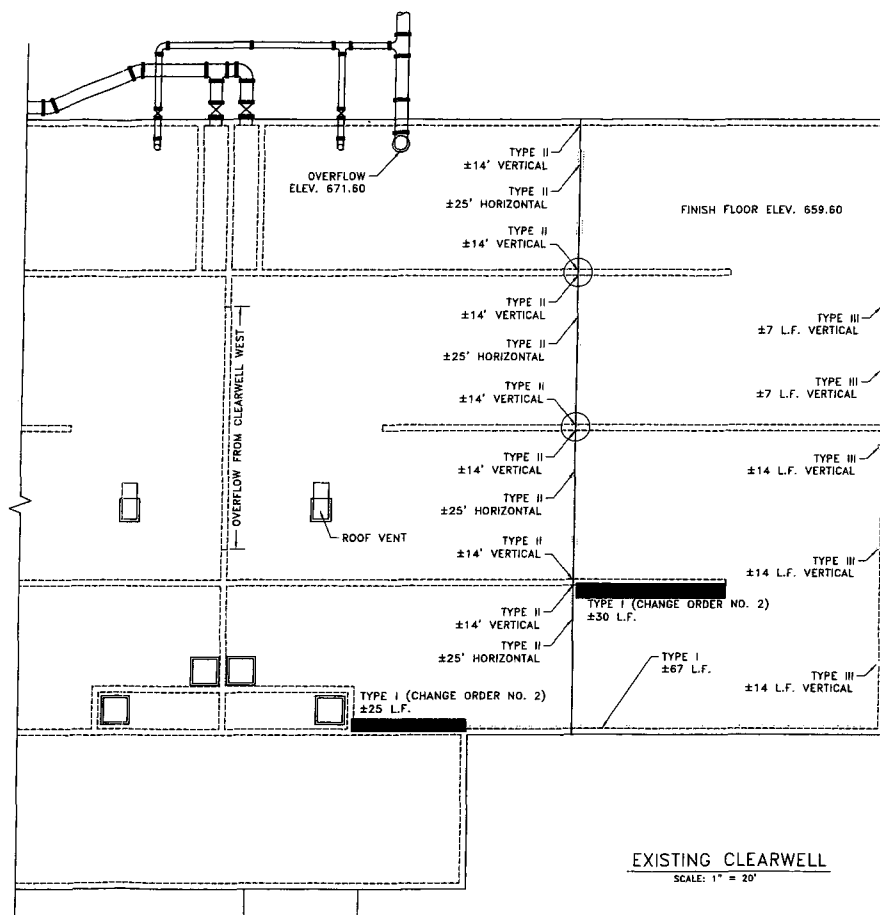 OVERFLOW
ELEV. 671.60
TYPE II
±14' VERTICAL
TYPE II
±25' HORIZONTAL
TYPE II
±14' VERTICAL
FINISH FLOOR ELEV. 659.60
TYPE II
±14' VERTICAL
TYPE II
±25' HORIZONTAL
TYPE II
±14' VERTICAL
TYPE III
±7 L.F. VERTICAL
TYPE III
±7 L.F. VERTICAL
OVERFLOW FROM CLEARWELL WEST
TYPE II
±14' VERTICAL
TYPE II
±25' HORIZONTAL
TYPE II
±14' VERTICAL
TYPE III
±14 L.F. VERTICAL
ROOF VENT
TYPE III
±14 L.F. VERTICAL
TYPE I (CHANGE ORDER NO. 2)
±30 L.F.
TYPE II
±14' VERTICAL
TYPE II
±25' HORIZONTAL
TYPE I
±67 L.F.
TYPE III
±14 L.F. VERTICAL
TYPE I (CHANGE ORDER NO. 2)
±25 L.F.
EXISTING CLEARWELL
SCALE: 1" = 20'